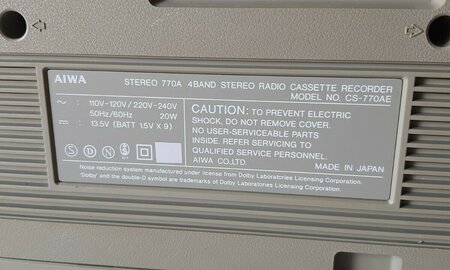 AIWA
STEREO 770A 4BAND STEREO RADIO CASSETTE RECORDER
MODEL NO. CS-770AE
~ : 110V-120V/220V-240V
50Hz/60Hz 20W
: 13.5V (BATT 1.5V X 9)
CAUTION: TO PREVENT ELECTRIC
SHOCK, DO NOT REMOVE COVER.
NO USER-SERVICEABLE PARTS
INSIDE. REFER SERVICING TO
QUALIFIED SERVICE PERSONNEL.
AIWA CO.,LTD.
MADE IN JAPAN
S D N
Noise reduction system manufactured under license from Dolby Laboratories Licensing Corporation.
'Dolby' and the double-D symbol are trademarks of Dolby Laboratories Licensing Corporation.